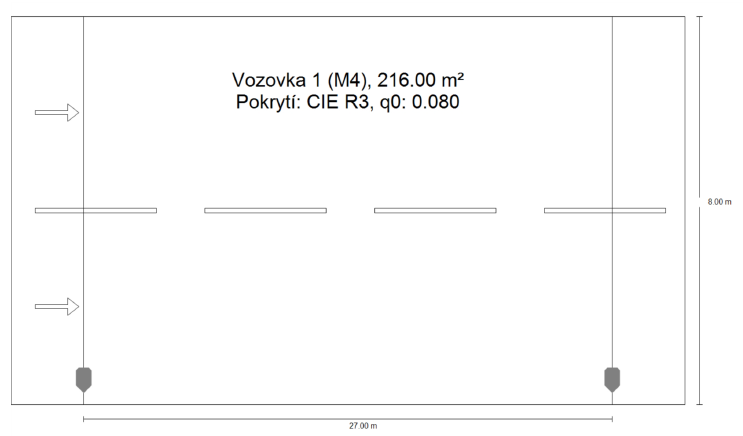 Vozovka 1 (M4), 216.00 m²
Pokrytí: CIE R3, q0: 0.080
8.00 m
27.00 m